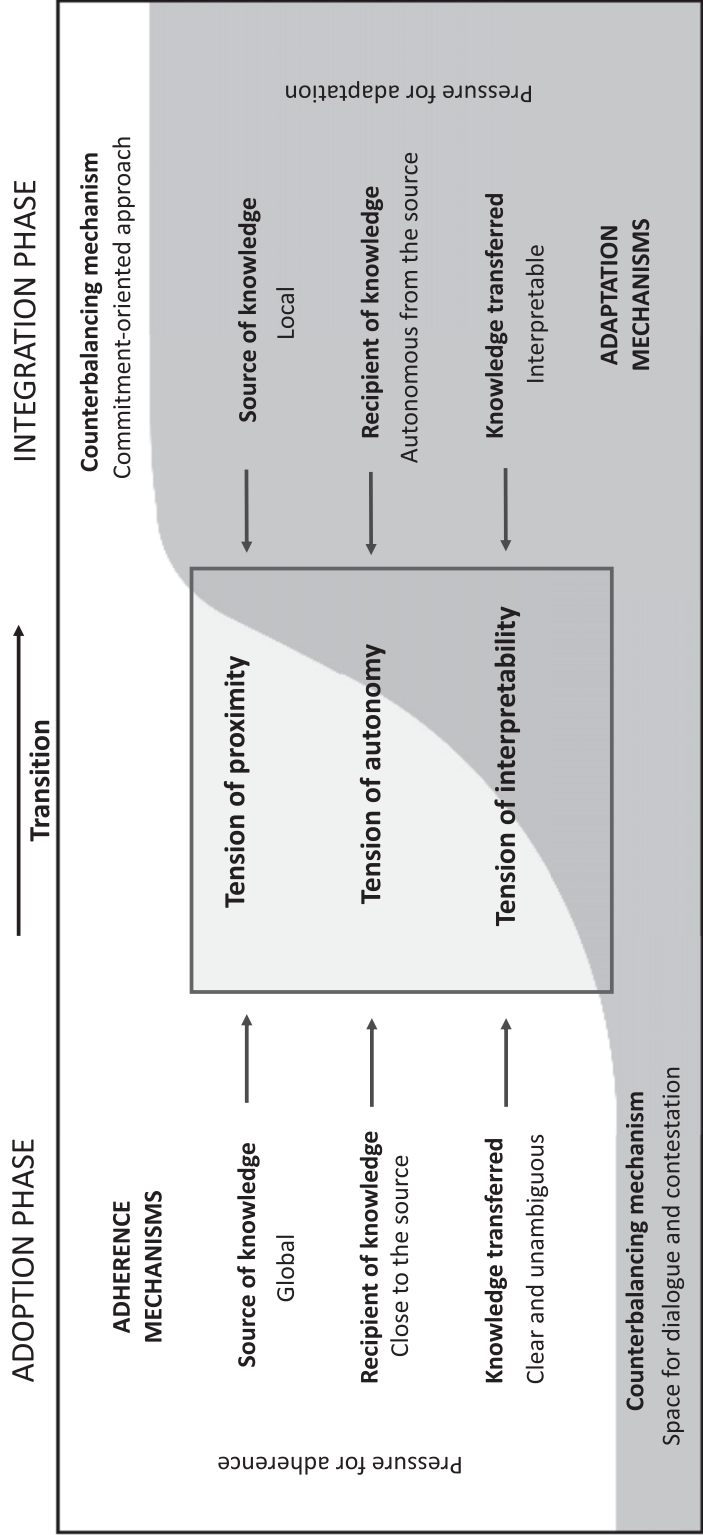 ADOPTION PHASE
Transition
INTEGRATION PHASE
ADHERENCE
MECHANISMS
Counterbalancing mechanism
Commitment-oriented approach
Pressure for adherence
Source of knowledge
Global
Recipient of knowledge
Close to the source
Knowledge transferred
Clear and unambiguous
Tension of proximity
Tension of autonomy
Tension of interpretability
Source of knowledge
Local
Recipient of knowledge
Autonomous from the source
Knowledge transferred
Interpretable
Pressure for adaptation
Counterbalancing mechanism
Space for dialogue and contestation
ADAPTATION
MECHANISMS